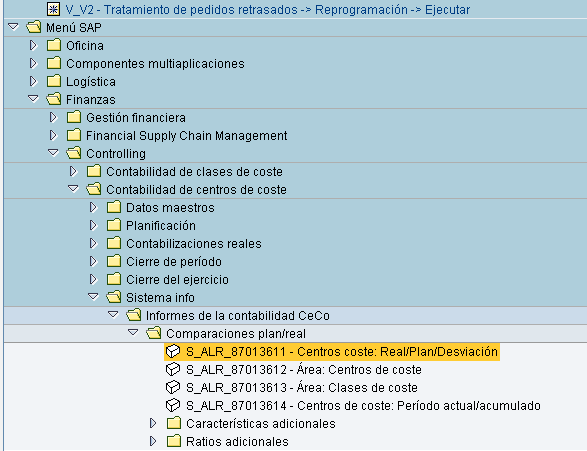 V_V2 - Tratamiento de pedidos retrasados -> Reprogramación -> Ejecutar
Menú SAP
Oficina
Componentes multiaplicaciones
Logística
Finanzas
Gestión financiera
Financial Supply Chain Management
Controlling
Contabilidad de clases de coste
Contabilidad de centros de coste
Datos maestros
Planificación
Contabilizaciones reales
Cierre de período
Cierre del ejercicio
Sistema info
Informes de la contabilidad CeCo
Comparaciones plan/real
S_ALR_87013611 - Centros coste: Real/Plan/Desviación
S_ALR_87013612 - Área: Centros de coste
S_ALR_87013613 - Área: Clases de coste
S_ALR_87013614 - Centros de coste: Período actual/acumulado
Características adicionales
Ratios adicionales